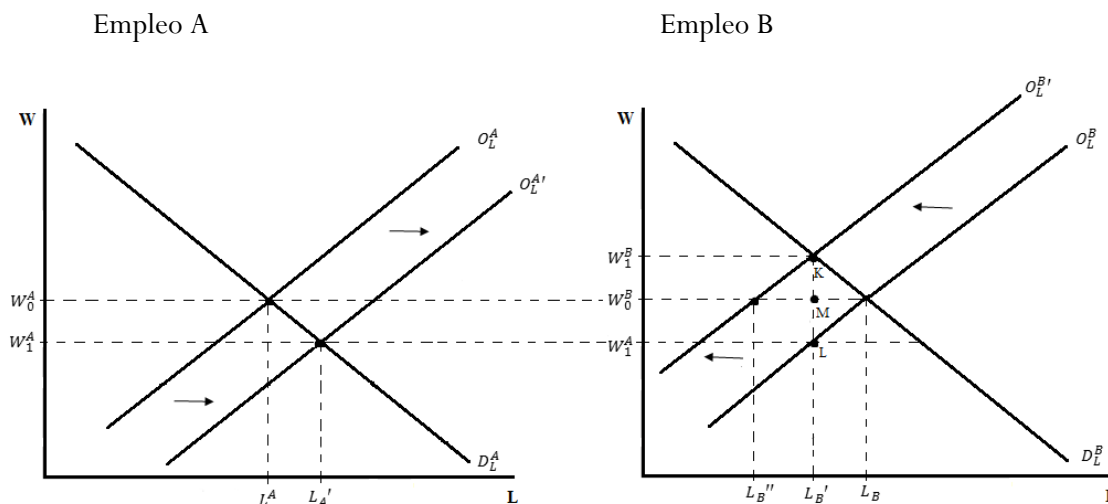 Empleo A
Empleo B
W
O_L^A
O_L^{A'}
W_0^A
W_1^A
D_L^A
L^A
L_A'
L
W
O_L^{B'}
O_L^B
W_1^B
K
W_0^B
M
W_1^A
L
D_L^B
L_B''
L_B'
L_B